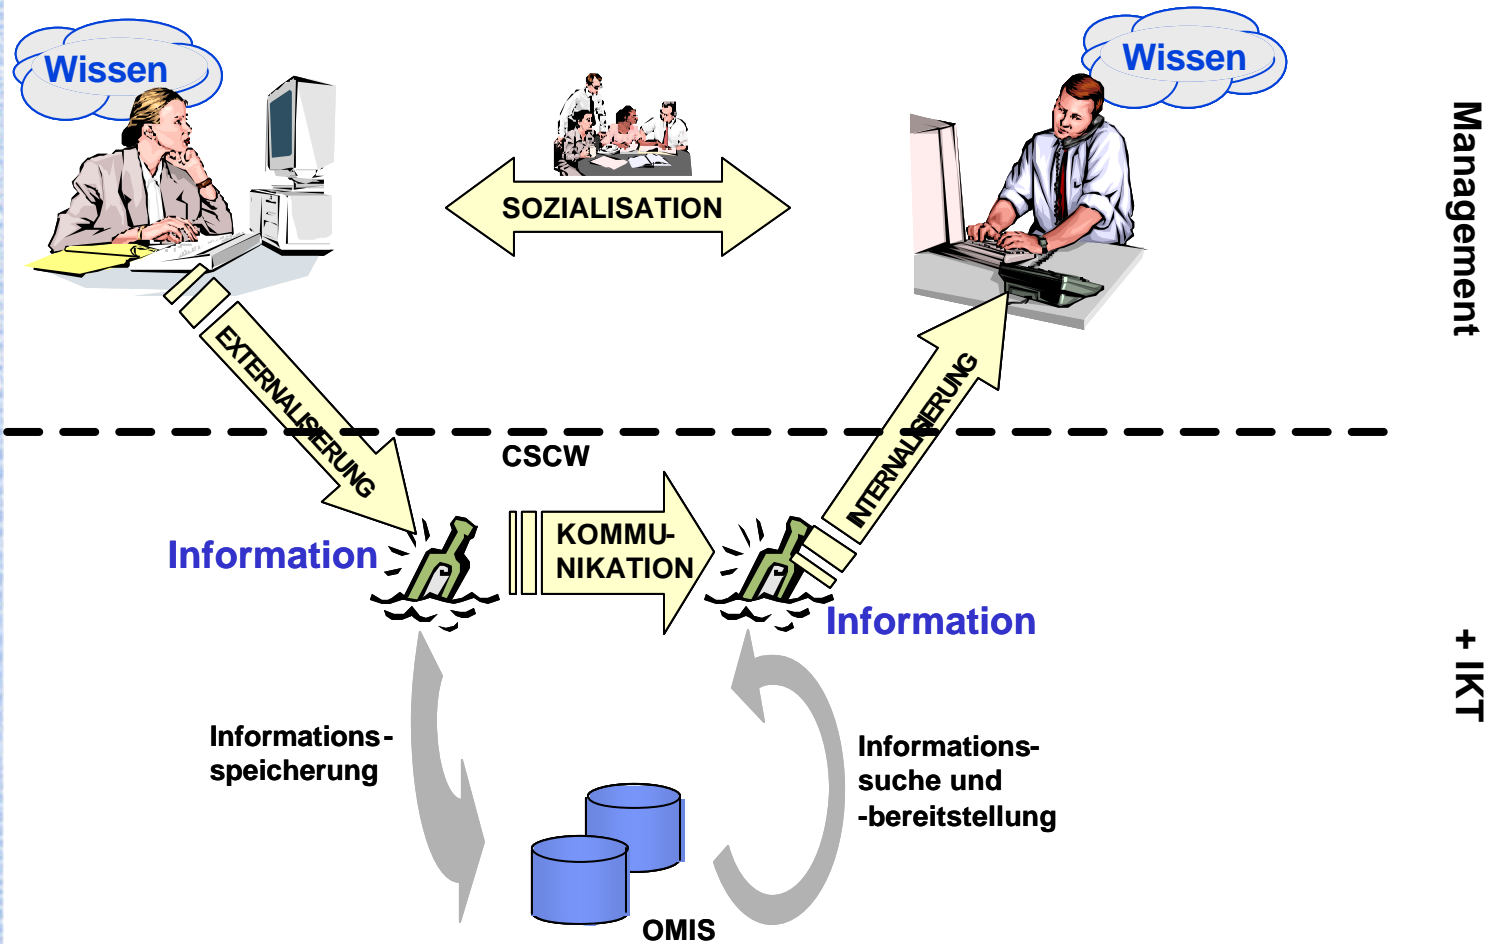 Wissen
Wissen
Management
SOZIALISATION
EXTERNALISIERUNG
INTERNALISIERUNG
CSCW
KOMMU-
NIKATION
Information
Information
+ IKT
Informations-
speicherung
Informations-
suche und
-bereitstellung
OMIS